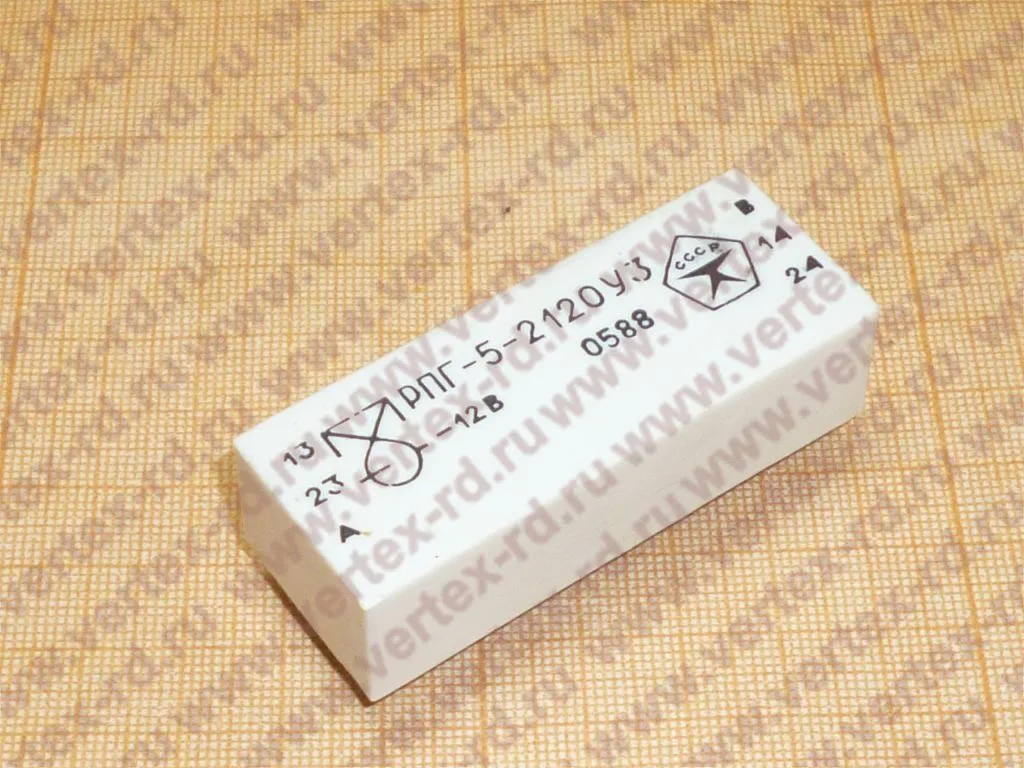 РПГ-5-2120У3
-12В
0588
СССР
13
23
А
В
14
24
www.vertex-rd.ru